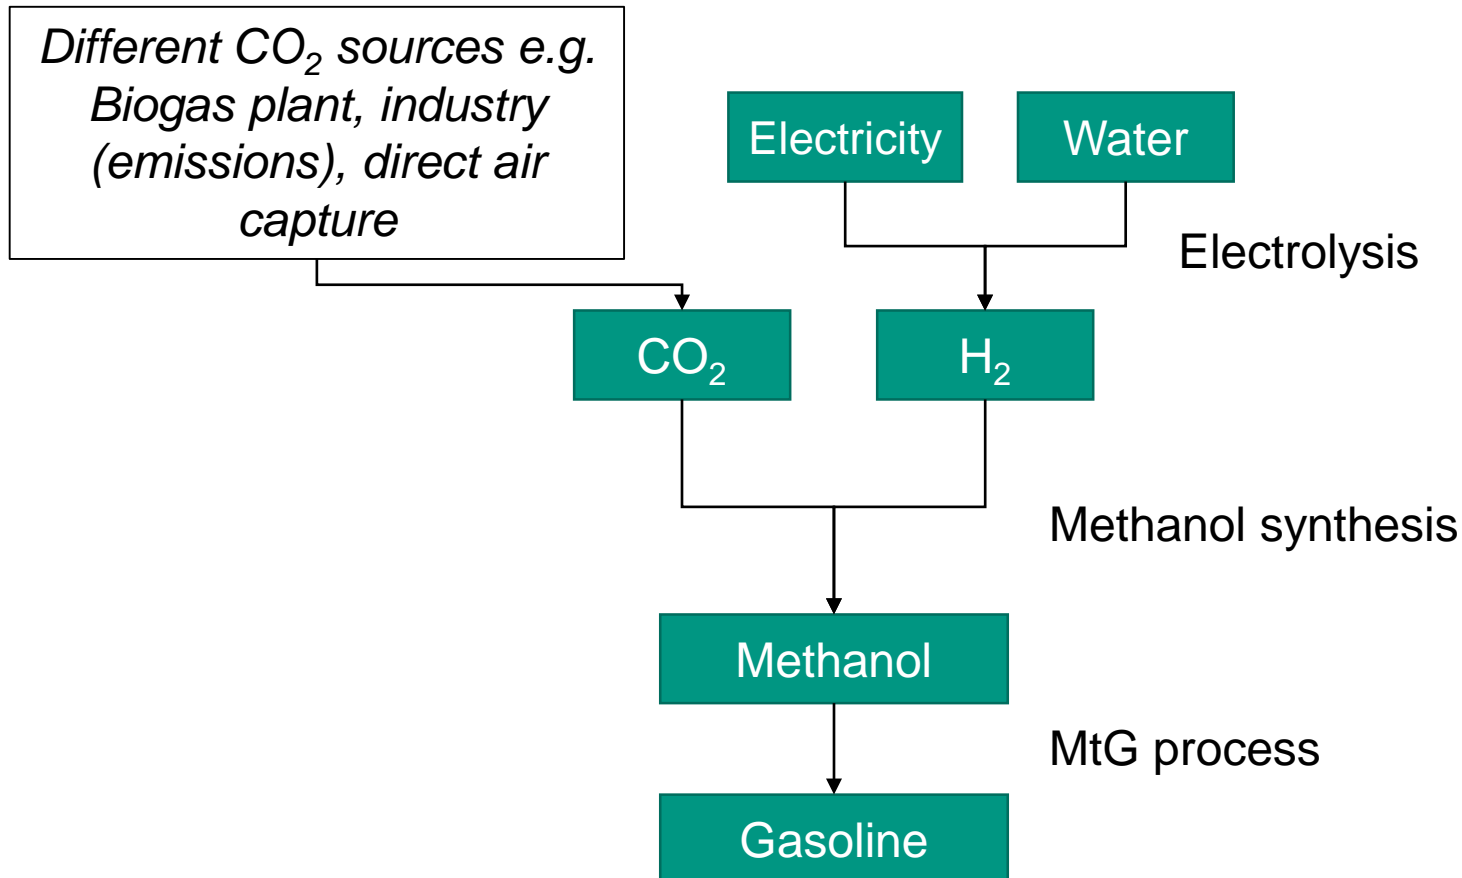 Different CO₂ sources e.g.
Biogas plant, industry
(emissions), direct air
capture
Electricity
Water
Electrolysis
CO₂
H₂
Methanol synthesis
Methanol
MtG process
Gasoline